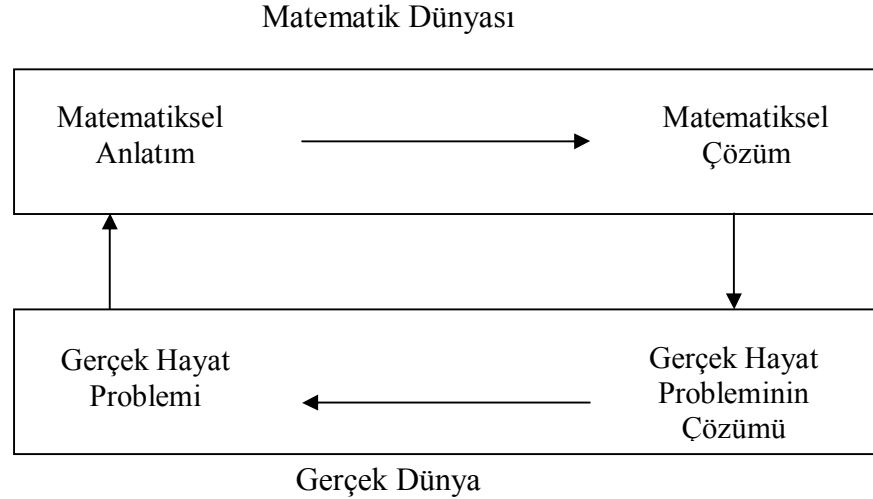 Matematik Dünyası
Matematiksel
Anlatım
Matematiksel
Çözüm
Gerçek Hayat
Problemi
Gerçek Hayat
Probleminin
Çözümü
Gerçek Dünya